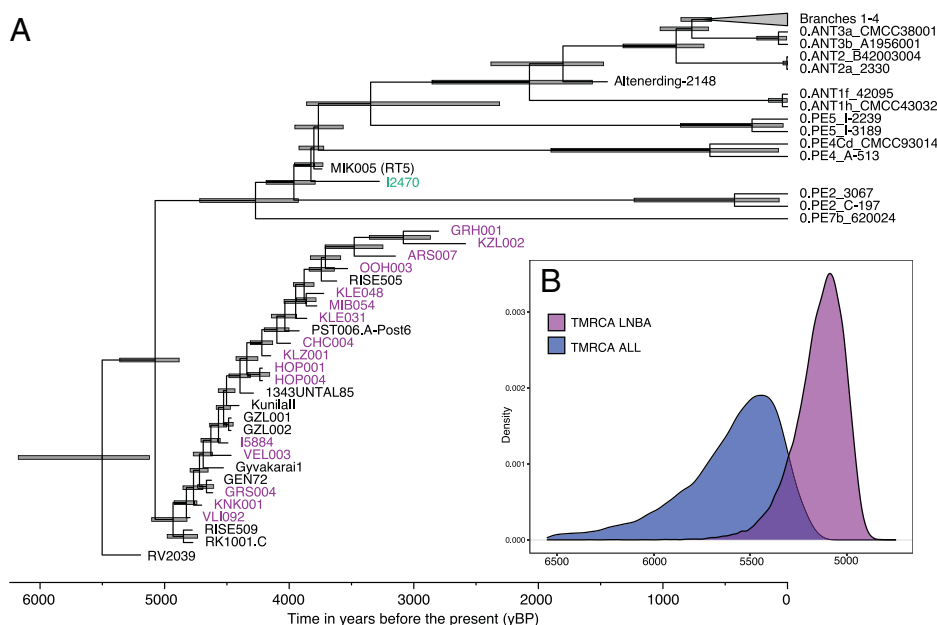 A
Branches 1-4
0.ANT3a_CMCC38001
0.ANT3b_A1956001
0.ANT2_B42003004
0.ANT2a_2330
Altenerding-2148
0.ANT1f_42095
0.ANT1h_CMCC43032
0.PE5_I-2239
0.PE5_I-3189
0.PE4Cd_CMCC93014
0.PE4_A-513
MIK005 (RT5)
I2470
0.PE2_3067
0.PE2_C-197
0.PE7b_620024
GRH001
KZL002
ARS007
OOH003
RISE505
KLE048
MIB054
KLE031
PST006.A-Post6
CHC004
KLZ001
HOP001
HOP004
1343UNTAL85
KunilaII
GZL001
GZL002
I5884
VEL003
Gyvakarai1
GEN72
GRS004
KNK001
VLI092
RISE509
RK1001.C
RV2039
6000 5000 4000 3000 2000 1000 0
Time in years before the present (yBP)
B
TMRCA LNBA
TMRCA ALL
Density
0.003
0.002
0.001
0.000
6500 6000 5500 5000